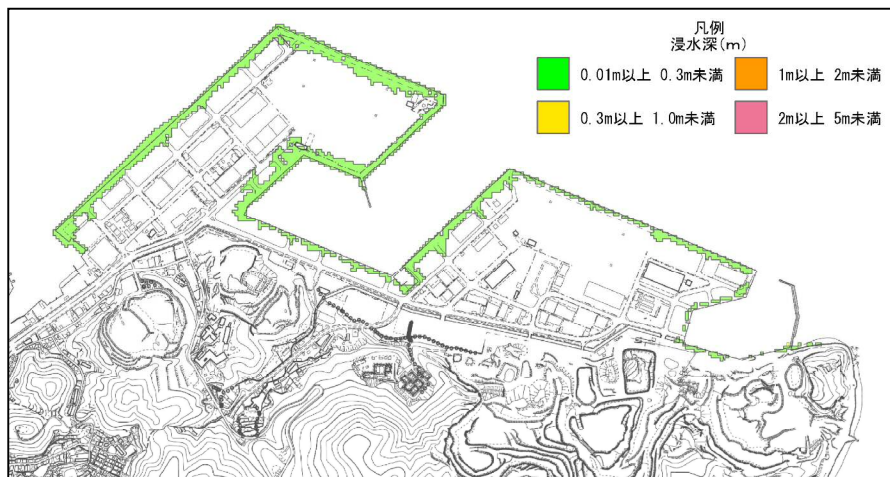 凡例
浸水深(m)
0.01m以上 0.3m未満
1m以上 2m未満
0.3m以上 1.0m未満
2m以上 5m未満